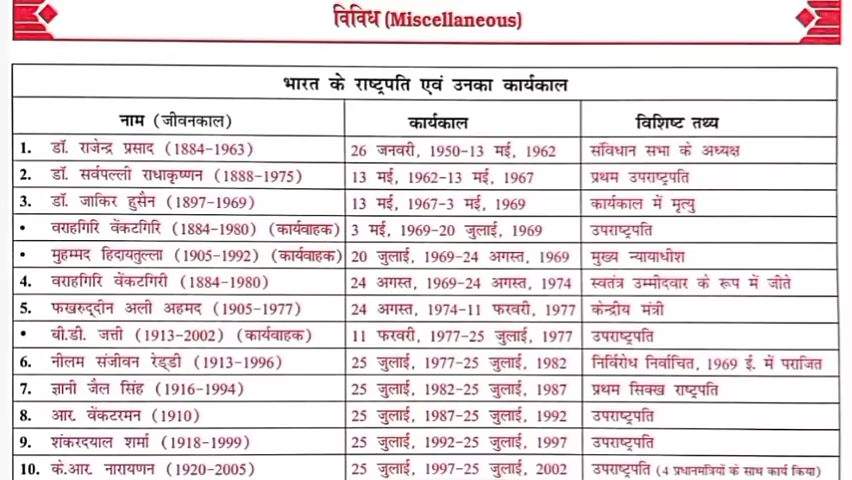 विविध (Miscellaneous)
भारत के राष्ट्रपति एवं उनका कार्यकाल
नाम (जीवनकाल) कार्यकाल विशिष्ट तथ्य
1. डॉ. राजेन्द्र प्रसाद (1884-1963) 26 जनवरी, 1950-13 मई, 1962 संविधान सभा के अध्यक्ष
2. डॉ. सर्वपल्ली राधाकृष्णन (1888-1975) 13 मई, 1962-13 मई, 1967 प्रथम उपराष्ट्रपति
3. डॉ. जाकिर हुसैन (1897-1969) 13 मई, 1967-3 मई, 1969 कार्यकाल में मृत्यु
• वराहगिरि वेंकटगिरि (1884-1980) (कार्यवाहक) 3 मई, 1969-20 जुलाई, 1969 उपराष्ट्रपति
• मुहम्मद हिदायतुल्ला (1905-1992) (कार्यवाहक) 20 जुलाई, 1969-24 अगस्त, 1969 मुख्य न्यायाधीश
4. वराहगिरि वेंकटगिरी (1884-1980) 24 अगस्त, 1969-24 अगस्त, 1974 स्वतंत्र उम्मीदवार के रूप में जीते
5. फखरुद्दीन अली अहमद (1905-1977) 24 अगस्त, 1974-11 फरवरी, 1977 केन्द्रीय मंत्री
• बी.डी. जत्ती (1913-2002) (कार्यवाहक) 11 फरवरी, 1977-25 जुलाई, 1977 उपराष्ट्रपति
6. नीलम संजीवन रेड्डी (1913-1996) 25 जुलाई, 1977-25 जुलाई, 1982 निर्विरोध निर्वाचित, 1969 ई. में पराजित
7. ज्ञानी जैल सिंह (1916-1994) 25 जुलाई, 1982-25 जुलाई, 1987 प्रथम सिक्ख राष्ट्रपति
8. आर. वेंकटरमन (1910) 25 जुलाई, 1987-25 जुलाई, 1992 उपराष्ट्रपति
9. शंकरदयाल शर्मा (1918-1999) 25 जुलाई, 1992-25 जुलाई, 1997 उपराष्ट्रपति
10. के.आर. नारायणन (1920-2005) 25 जुलाई, 1997-25 जुलाई, 2002 उपराष्ट्रपति (4 प्रधानमंत्रियों के साथ कार्य किया)